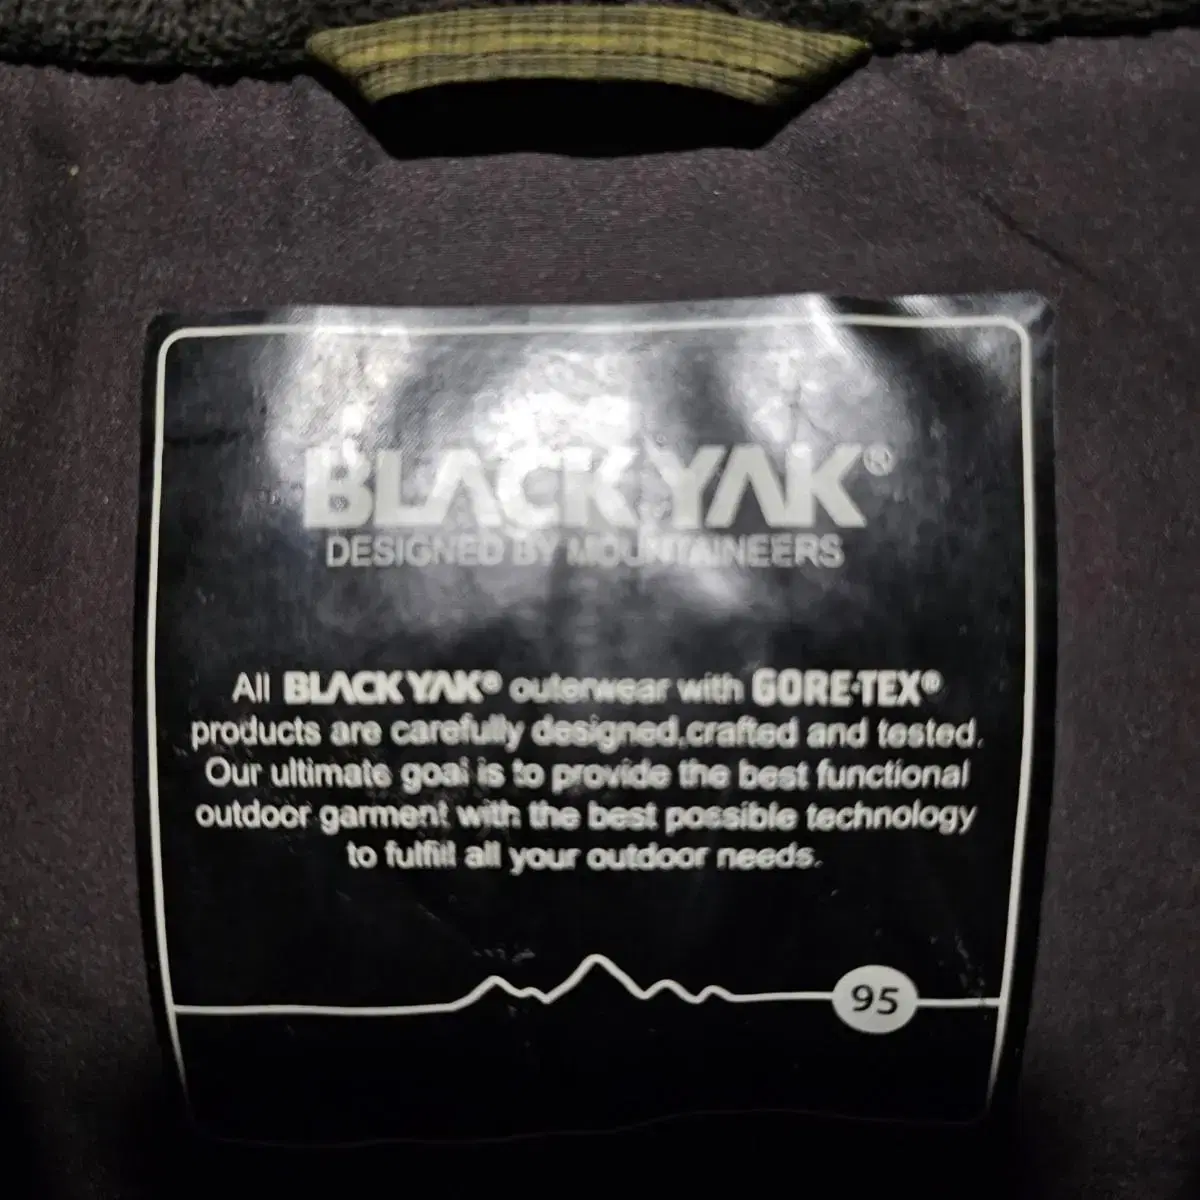 BLACKYAK®
DESIGNED BY MOUNTAINEERS
All BLACKYAK® outerwear with GORE-TEX®
products are carefully designed,crafted and tested.
Our ultimate goal is to provide the best functional
outdoor garment with the best possible technology
to fulfill all your outdoor needs.
95